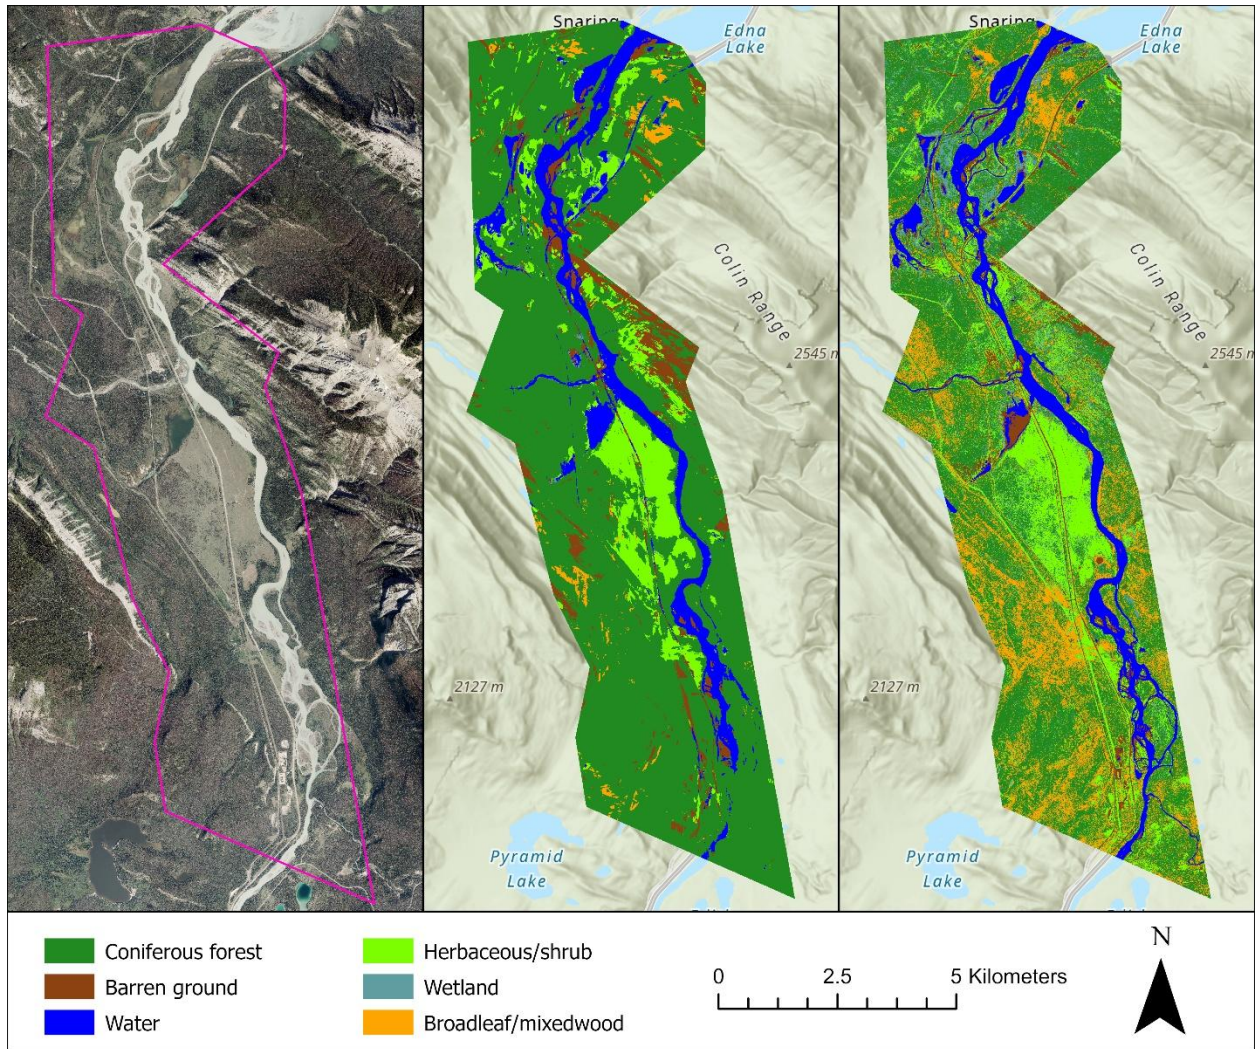 Snaring
Edna
Lake
Colin Range
2545 m
2127 m
Pyramid
Lake
Snaring
Edna
Lake
Colin Range
2545 m
2127 m
Pyramid
Lake
Coniferous forest
Barren ground
Water
Herbaceous/shrub
Wetland
Broadleaf/mixedwood
0 2.5 5 Kilometers
N